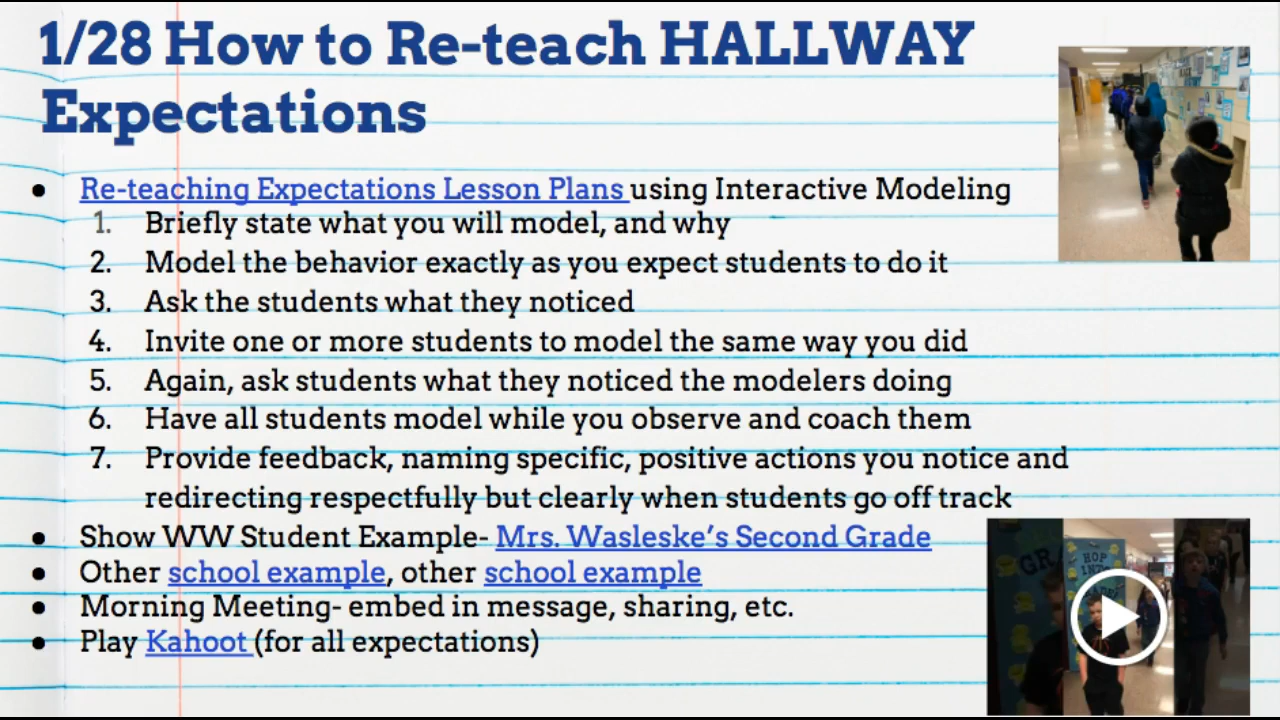 1/28 How to Re-teach HALLWAY
Expectations
● Re-teaching Expectations Lesson Plans using Interactive Modeling
1. Briefly state what you will model, and why
2. Model the behavior exactly as you expect students to do it
3. Ask the students what they noticed
4. Invite one or more students to model the same way you did
5. Again, ask students what they noticed the modelers doing
6. Have all students model while you observe and coach them
7. Provide feedback, naming specific, positive actions you notice and
redirecting respectfully but clearly when students go off track
● Show WW Student Example- Mrs. Wasleske's Second Grade
● Other school example, other school example
● Morning Meeting- embed in message, sharing, etc.
● Play Kahoot (for all expectations)
HOP
INTO